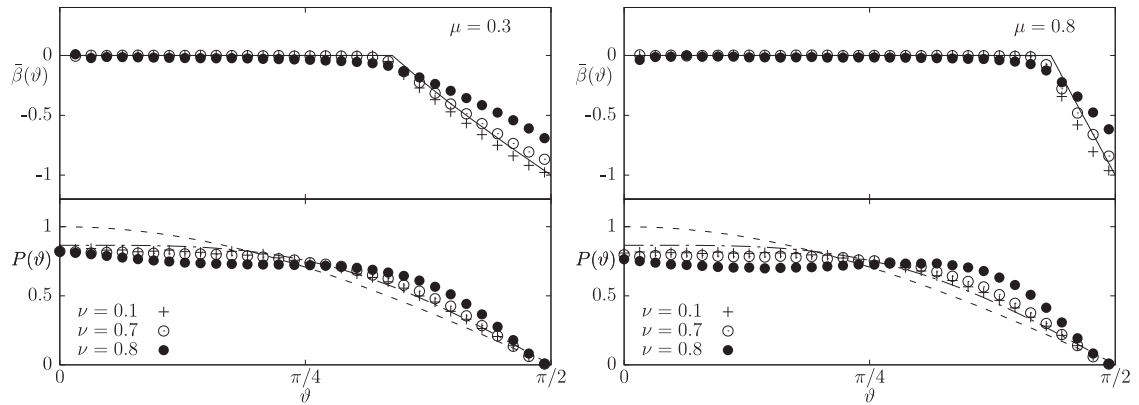 μ = 0.3
0
β̄(ϑ)
-0.5
-1
1
P(ϑ)
0.5
ν = 0.1
ν = 0.7
ν = 0.8
0
0
π/4
π/2
ϑ
μ = 0.8
0
β̄(ϑ)
-0.5
-1
1
P(ϑ)
0.5
ν = 0.1
ν = 0.7
ν = 0.8
0
0
π/4
π/2
ϑ